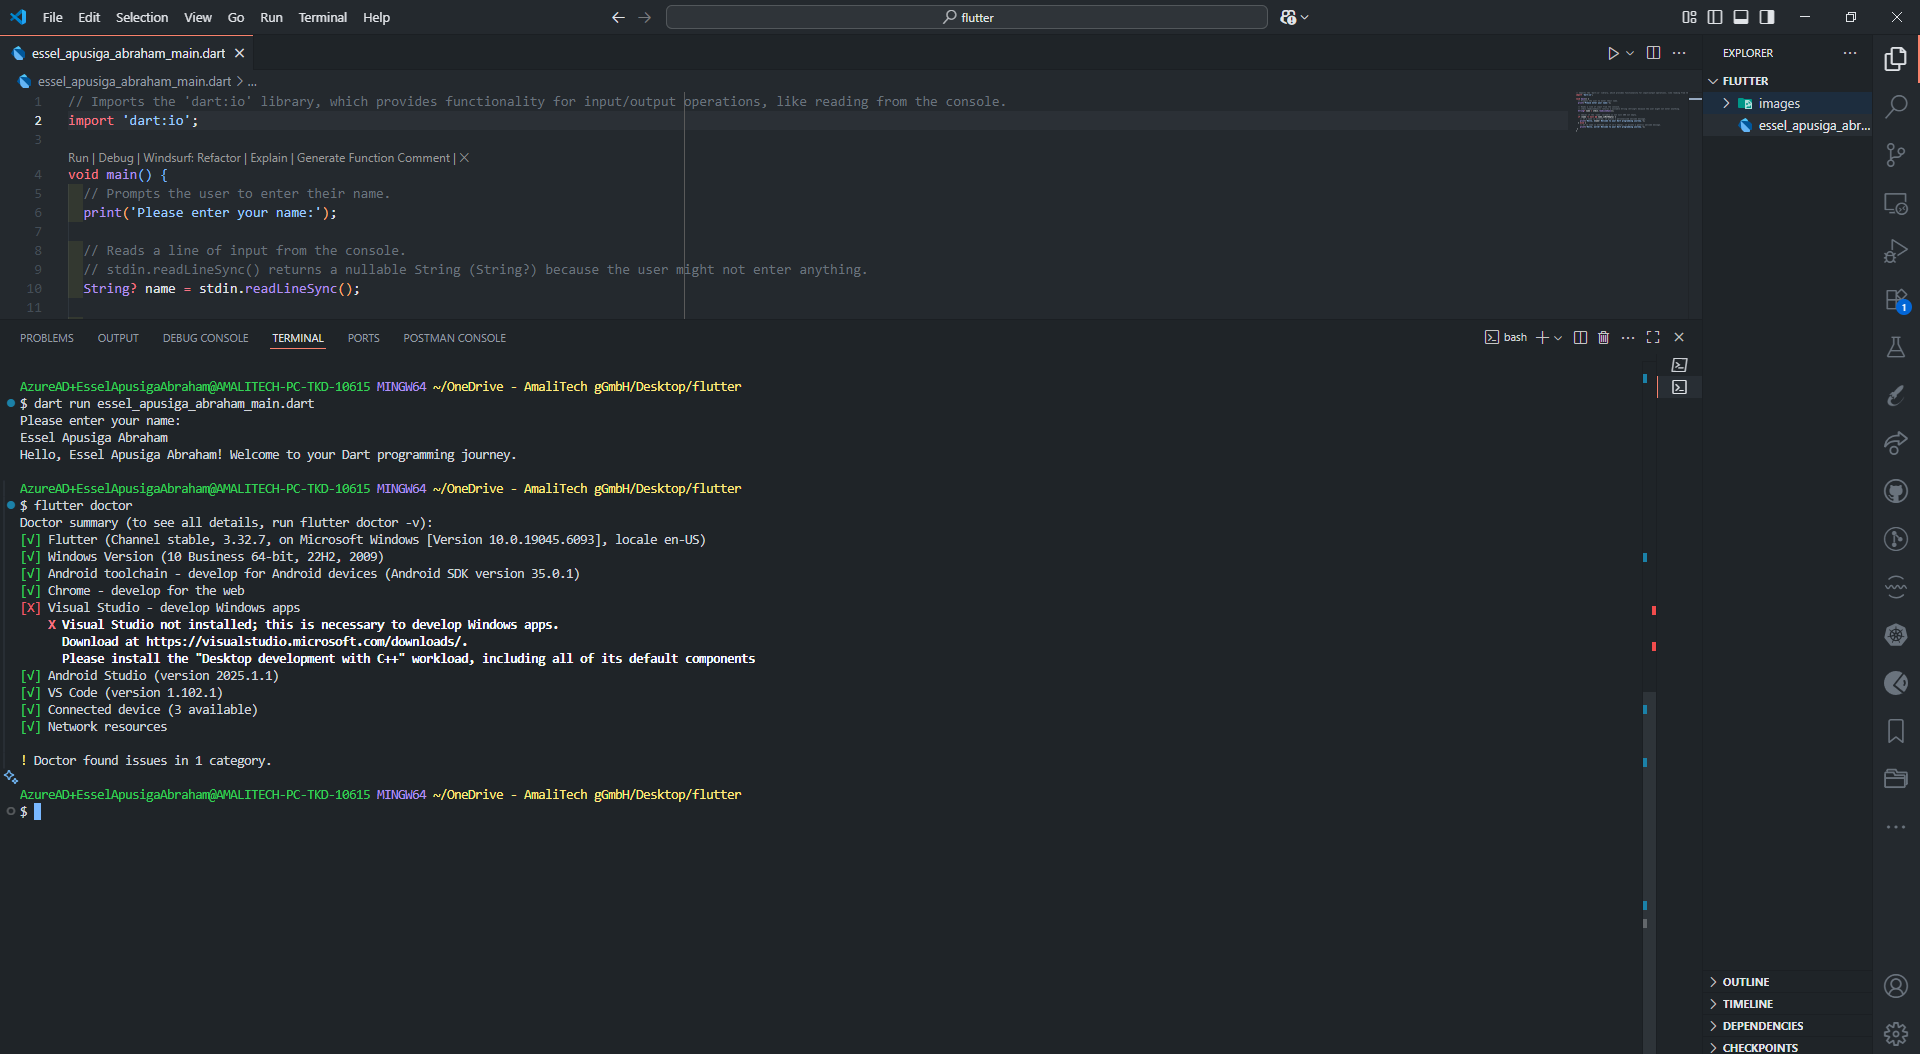 File Edit Selection View Go Run Terminal Help
flutter
essel_apusiga_abraham_main.dart
essel_apusiga_abraham_main.dart > ...
1 // Imports the 'dart:io' library, which provides functionality for input/output operations, like reading from the console.
2 import 'dart:io';
3
Run | Debug | Windsurf: Refactor | Explain | Generate Function Comment | X
4 void main() {
5 // Prompts the user to enter their name.
6 print('Please enter your name:');
7
8 // Reads a line of input from the console.
9 // stdin.readLineSync() returns a nullable String (String?) because the user might not enter anything.
10 String? name = stdin.readLineSync();
11
PROBLEMS OUTPUT DEBUG CONSOLE TERMINAL PORTS POSTMAN CONSOLE
bash
AzureAD+EsselApusigaAbraham@AMALITECH-PC-TKD-10615 MINGW64 ~/OneDrive - AmaliTech gGmbH/Desktop/flutter
$ dart run essel_apusiga_abraham_main.dart
Please enter your name:
Essel Apusiga Abraham
Hello, Essel Apusiga Abraham! Welcome to your Dart programming journey.
AzureAD+EsselApusigaAbraham@AMALITECH-PC-TKD-10615 MINGW64 ~/OneDrive - AmaliTech gGmbH/Desktop/flutter
$ flutter doctor
Doctor summary (to see all details, run flutter doctor -v):
[√] Flutter (Channel stable, 3.32.7, on Microsoft Windows [Version 10.0.19045.6093], locale en-US)
[√] Windows Version (10 Business 64-bit, 22H2, 2009)
[√] Android toolchain - develop for Android devices (Android SDK version 35.0.1)
[√] Chrome - develop for the web
[X] Visual Studio - develop Windows apps
X Visual Studio not installed; this is necessary to develop Windows apps.
Download at https://visualstudio.microsoft.com/downloads/.
Please install the "Desktop development with C++" workload, including all of its default components
[√] Android Studio (version 2025.1.1)
[√] VS Code (version 1.102.1)
[√] Connected device (3 available)
[√] Network resources
! Doctor found issues in 1 category.
AzureAD+EsselApusigaAbraham@AMALITECH-PC-TKD-10615 MINGW64 ~/OneDrive - AmaliTech gGmbH/Desktop/flutter
$
EXPLORER
FLUTTER
images
essel_apusiga_abr...
1
OUTLINE
TIMELINE
DEPENDENCIES
CHECKPOINTS